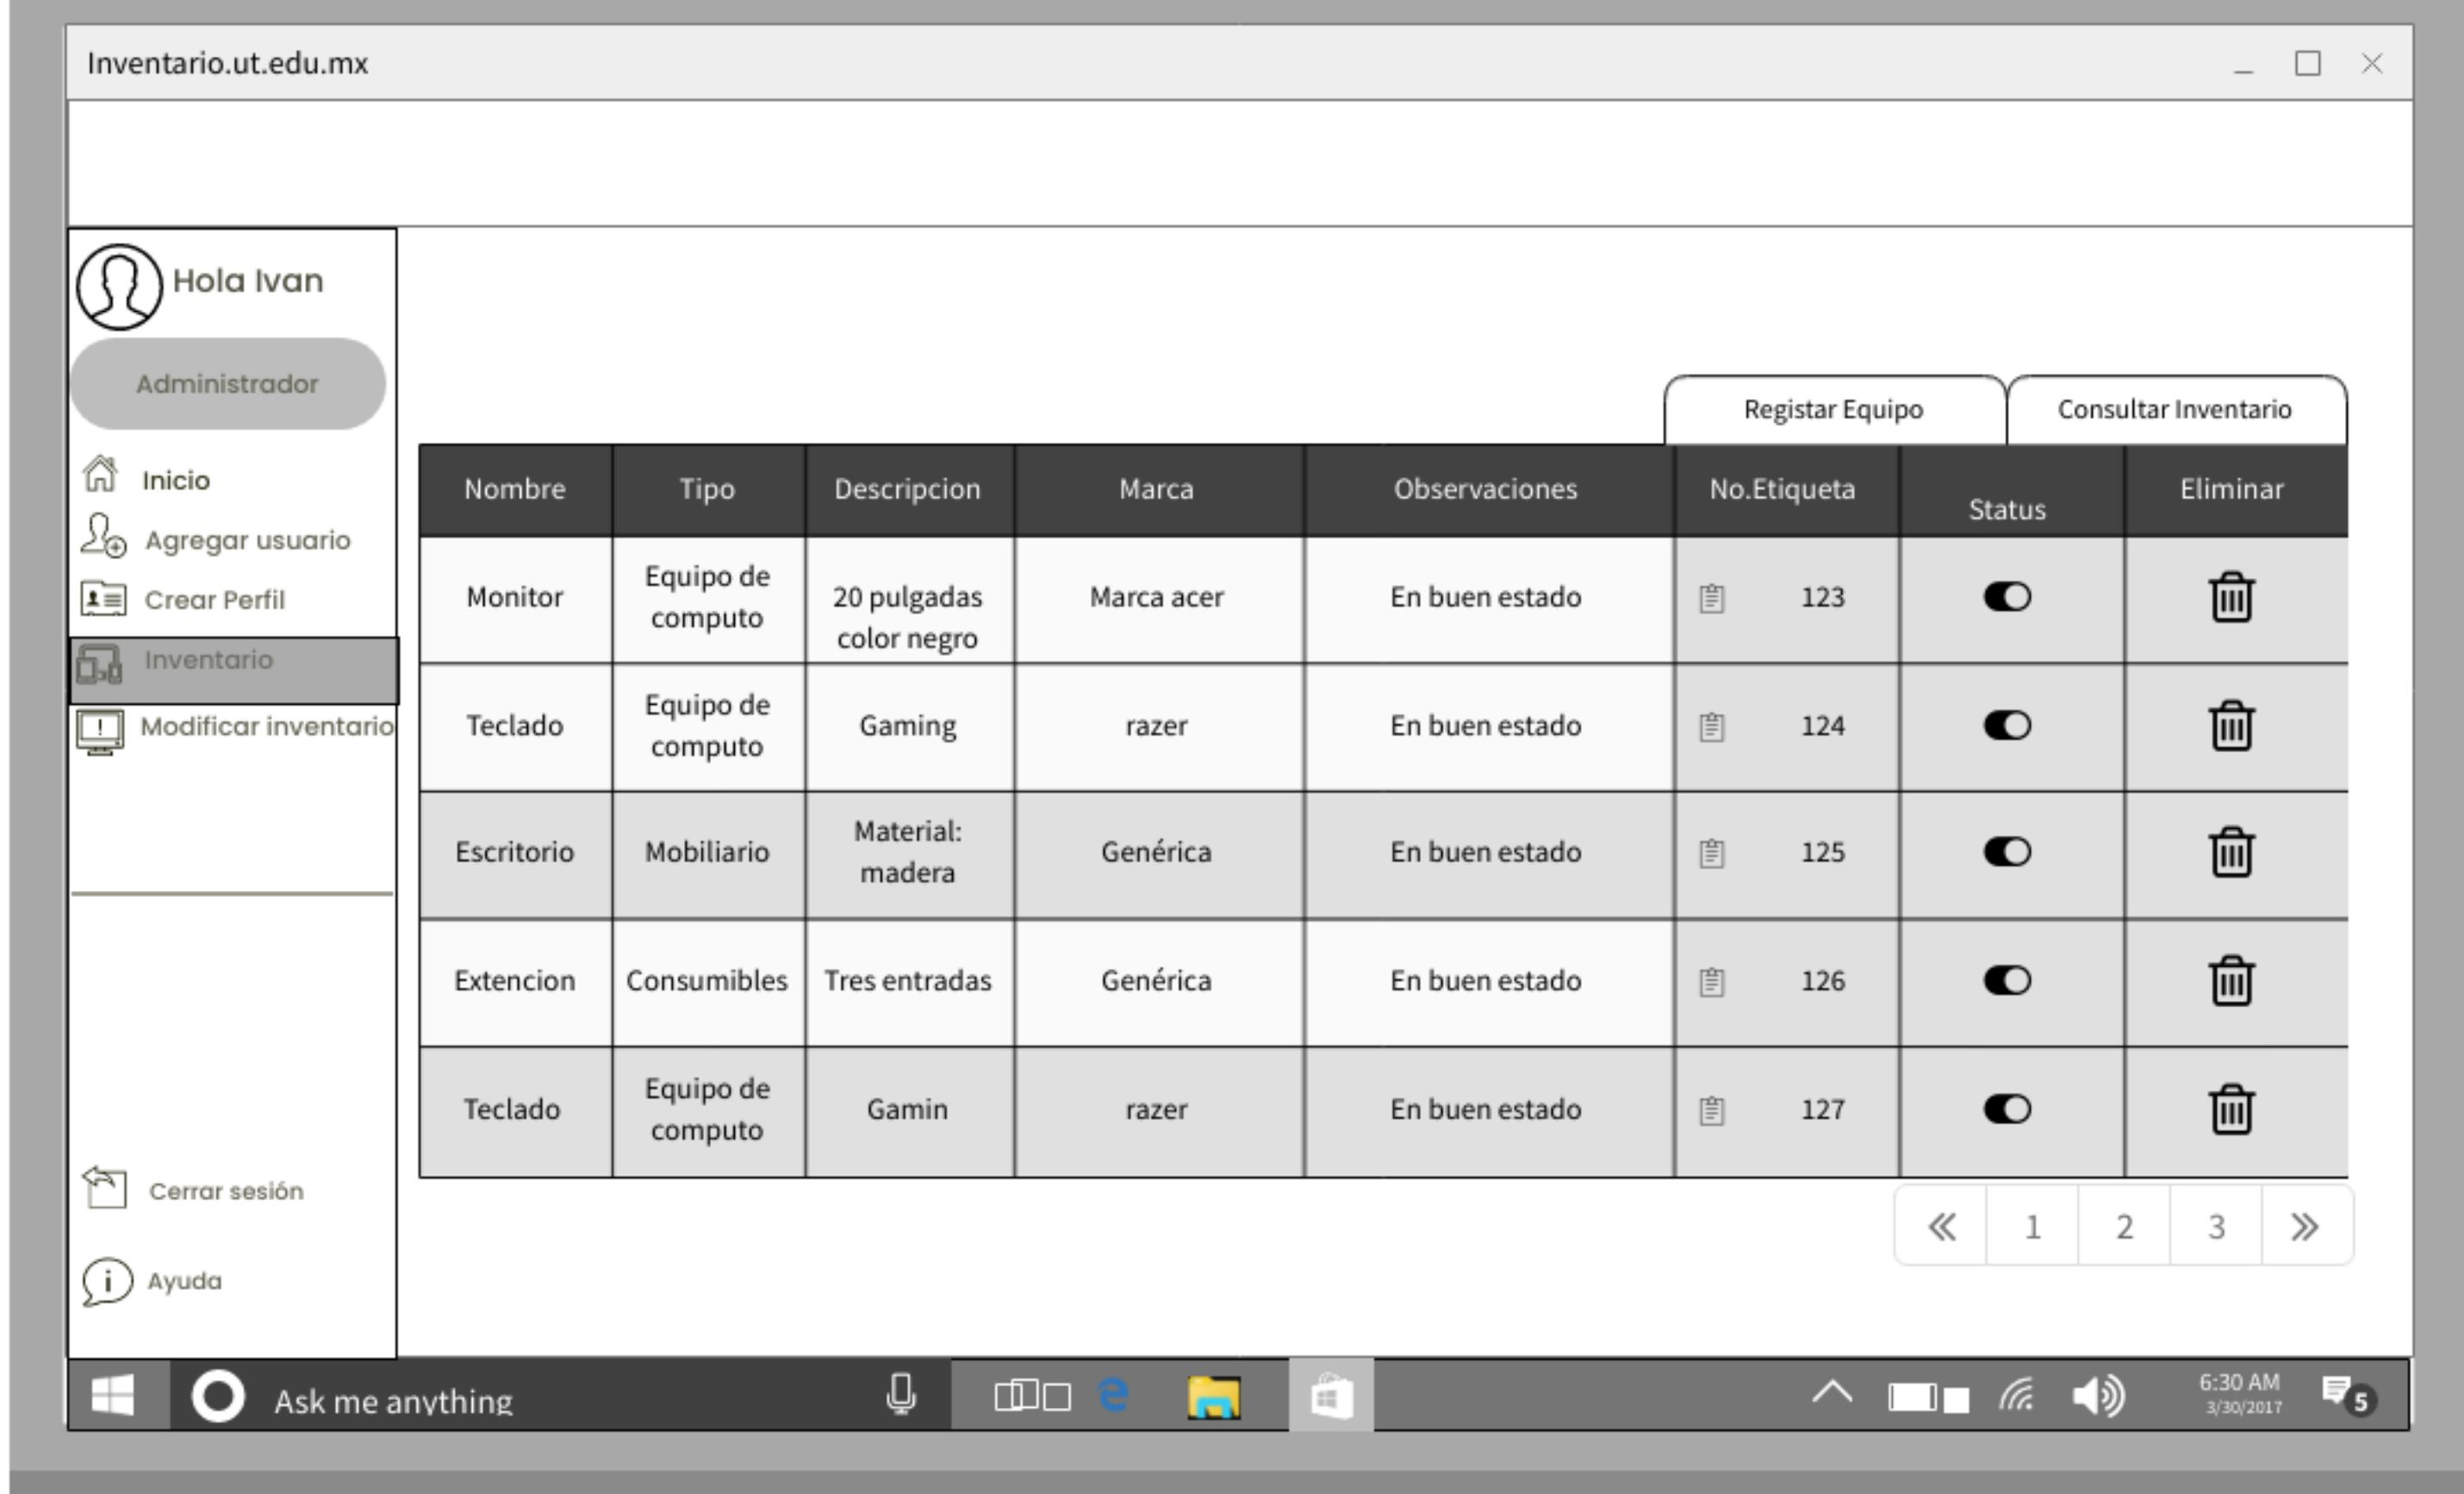 Inventario.ut.edu.mx
Hola Ivan
Administrador
Inicio
Agregar usuario
Crear Perfil
Inventario
Modificar inventario
Cerrar sesión
Ayuda
Registar Equipo Consultar Inventario
Nombre Tipo Descripcion Marca Observaciones No.Etiqueta Status Eliminar
Monitor Equipo de computo 20 pulgadas color negro Marca acer En buen estado 123
Teclado Equipo de computo Gaming razer En buen estado 124
Escritorio Mobiliario Material: madera Genérica En buen estado 125
Extencion Consumibles Tres entradas Genérica En buen estado 126
Teclado Equipo de computo Gamin razer En buen estado 127
« 1 2 3 »
Ask me anything
6:30 AM
3/30/2017
5